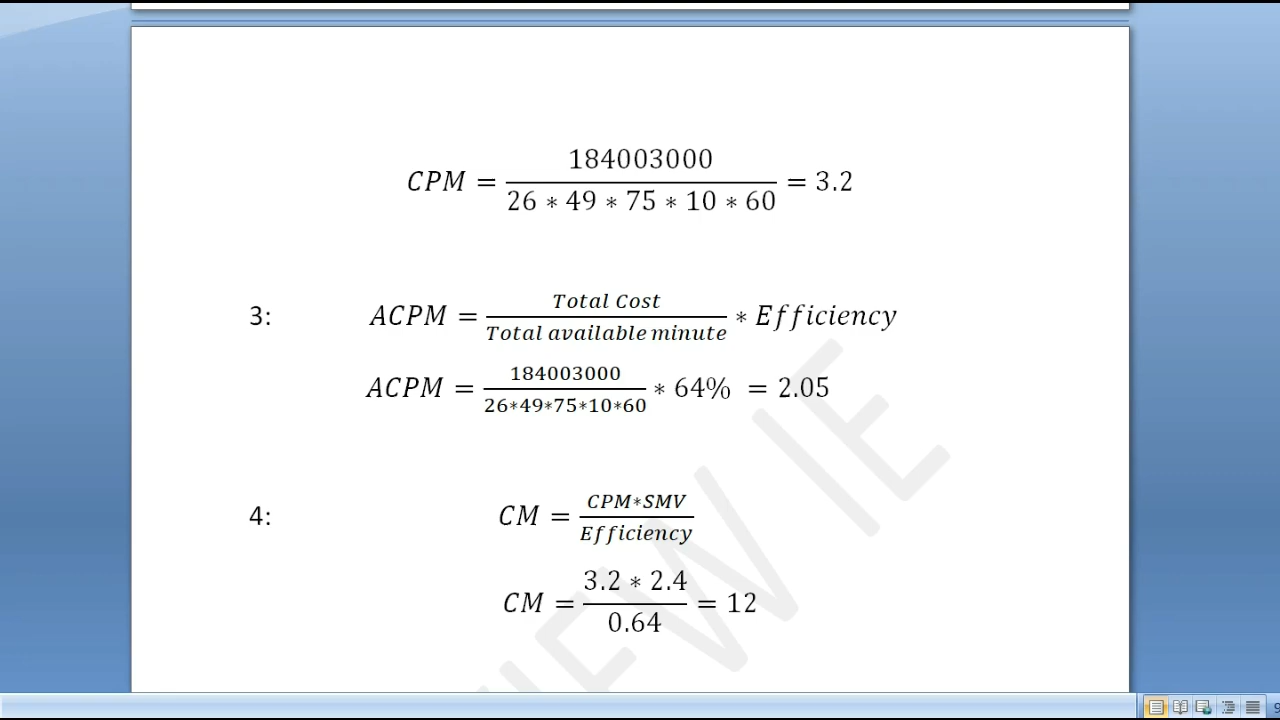 CPM = 184003000 / 26 ∗ 49 ∗ 75 ∗ 10 ∗ 60 = 3.2
3: ACPM = Total Cost / Total available minute ∗ Efficiency
ACPM = 184003000 / 26∗49∗75∗10∗60 ∗ 64% = 2.05
4: CM = CPM∗SMV / Efficiency
CM = 3.2 ∗ 2.4 / 0.64 = 12
IE